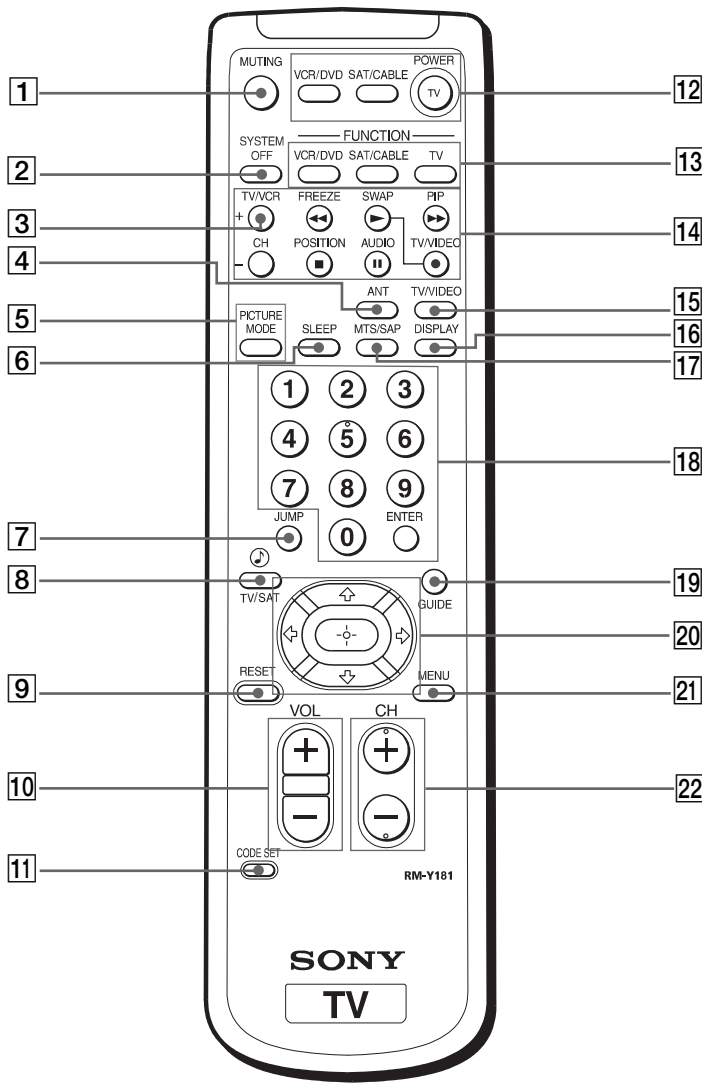 MUTING
POWER
VCR/DVD SAT/CABLE
TV
1
12
SYSTEM
OFF
FUNCTION
VCR/DVD SAT/CABLE TV
2
13
TV/VCR FREEZE SWAP PIP
+
3
14
CH POSITION AUDIO TV/VIDEO
-
4
ANT TV/VIDEO
15
5
PICTURE
MODE
SLEEP MTS/SAP DISPLAY
16
6
17
1 2 3
4 5 6
18
7 8 9
JUMP
0
ENTER
7
8
TV/SAT
19
GUIDE
20
RESET
MENU
9
21
VOL CH
+ +
10
22
- -
CODE SET
11
RM-Y181
SONY
TV